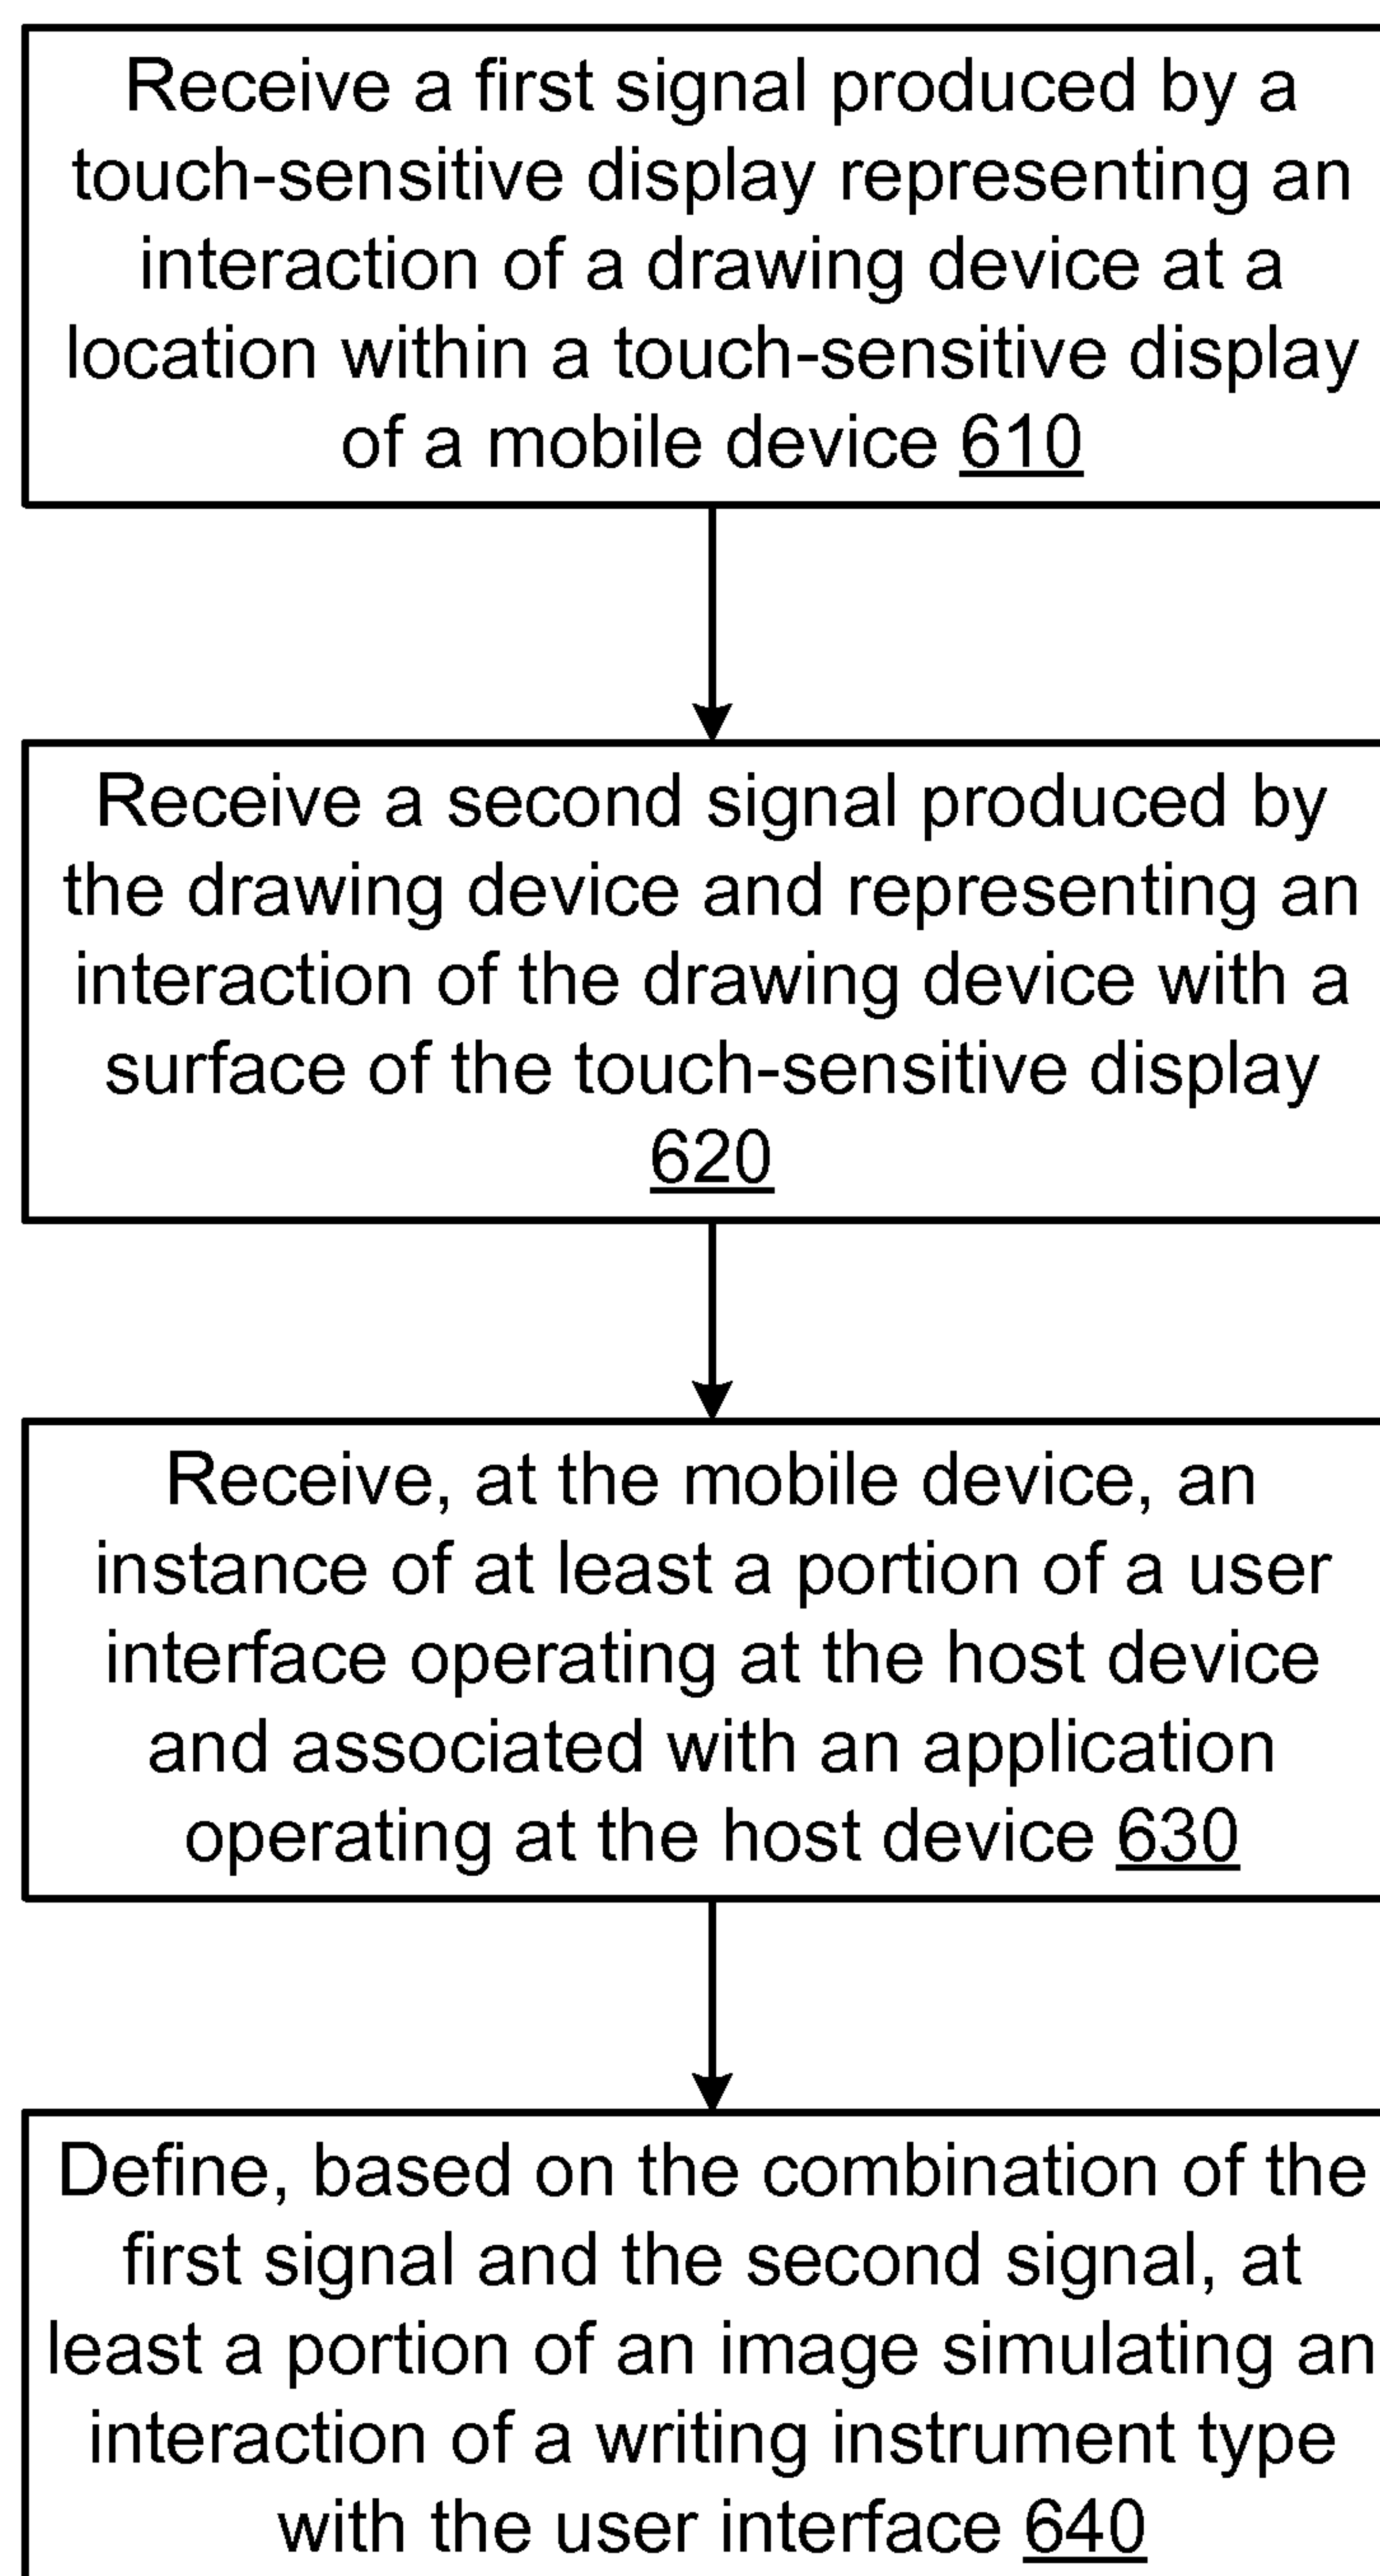 Receive a first signal produced by a
touch-sensitive display representing an
interaction of a drawing device at a
location within a touch-sensitive display
of a mobile device 610
Receive a second signal produced by
the drawing device and representing an
interaction of the drawing device with a
surface of the touch-sensitive display
620
Receive, at the mobile device, an
instance of at least a portion of a user
interface operating at the host device
and associated with an application
operating at the host device 630
Define, based on the combination of the
first signal and the second signal, at
least a portion of an image simulating an
interaction of a writing instrument type
with the user interface 640